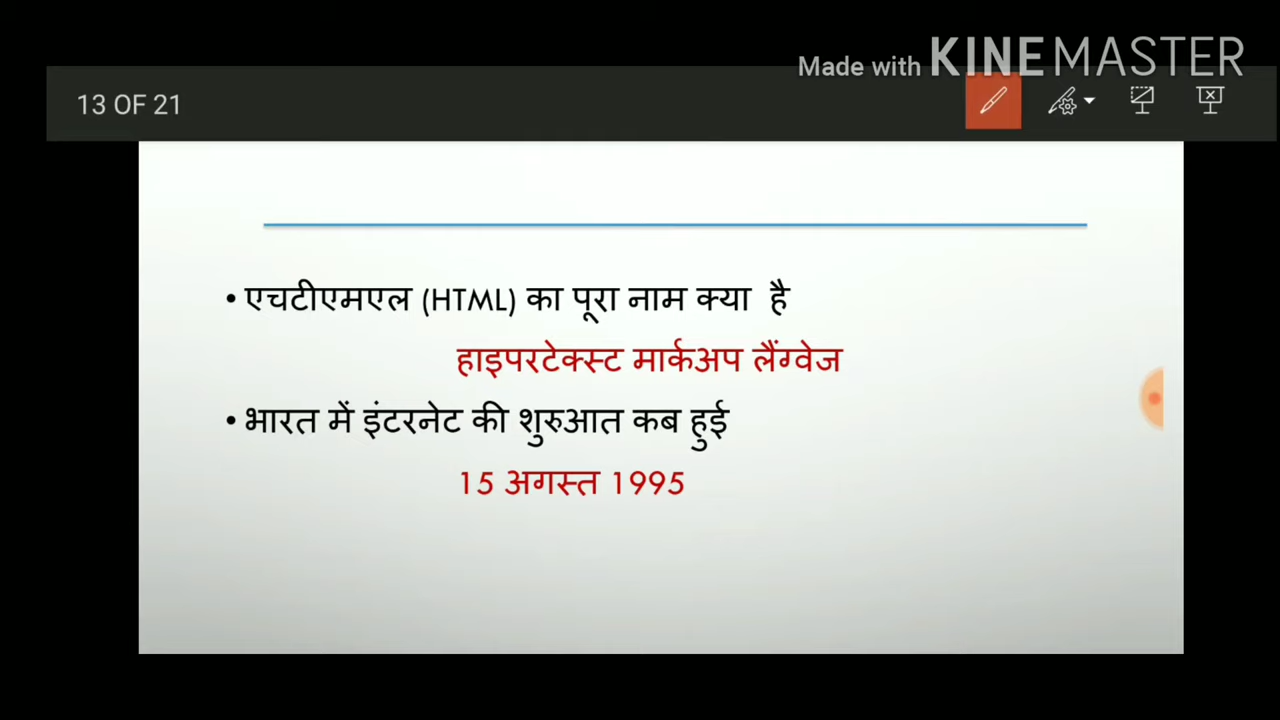 Made with KINEMASTER
13 OF 21
• एचटीएमएल (HTML) का पूरा नाम क्या है
हाइपरटेक्स्ट मार्कअप लैंग्वेज
• भारत में इंटरनेट की शुरुआत कब हुई
15 अगस्त 1995